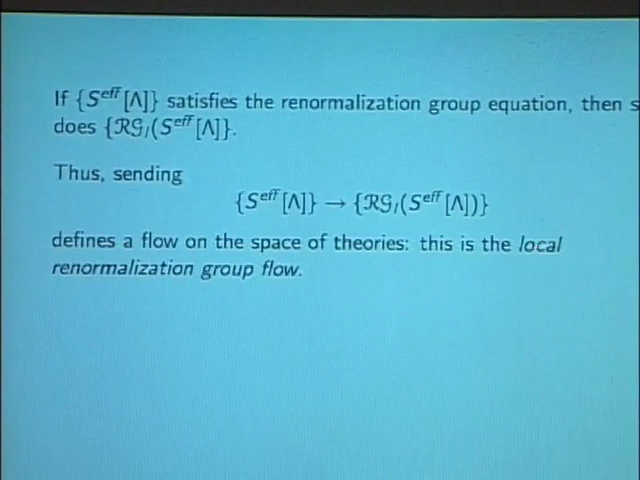 If {S^eff [Λ]} satisfies the renormalization group equation, then s
does {ℛ𝒢_l(S^eff [Λ]}.
Thus, sending
{S^eff [Λ]} → {ℛ𝒢_l(S^eff [Λ])}
defines a flow on the space of theories: this is the local
renormalization group flow.